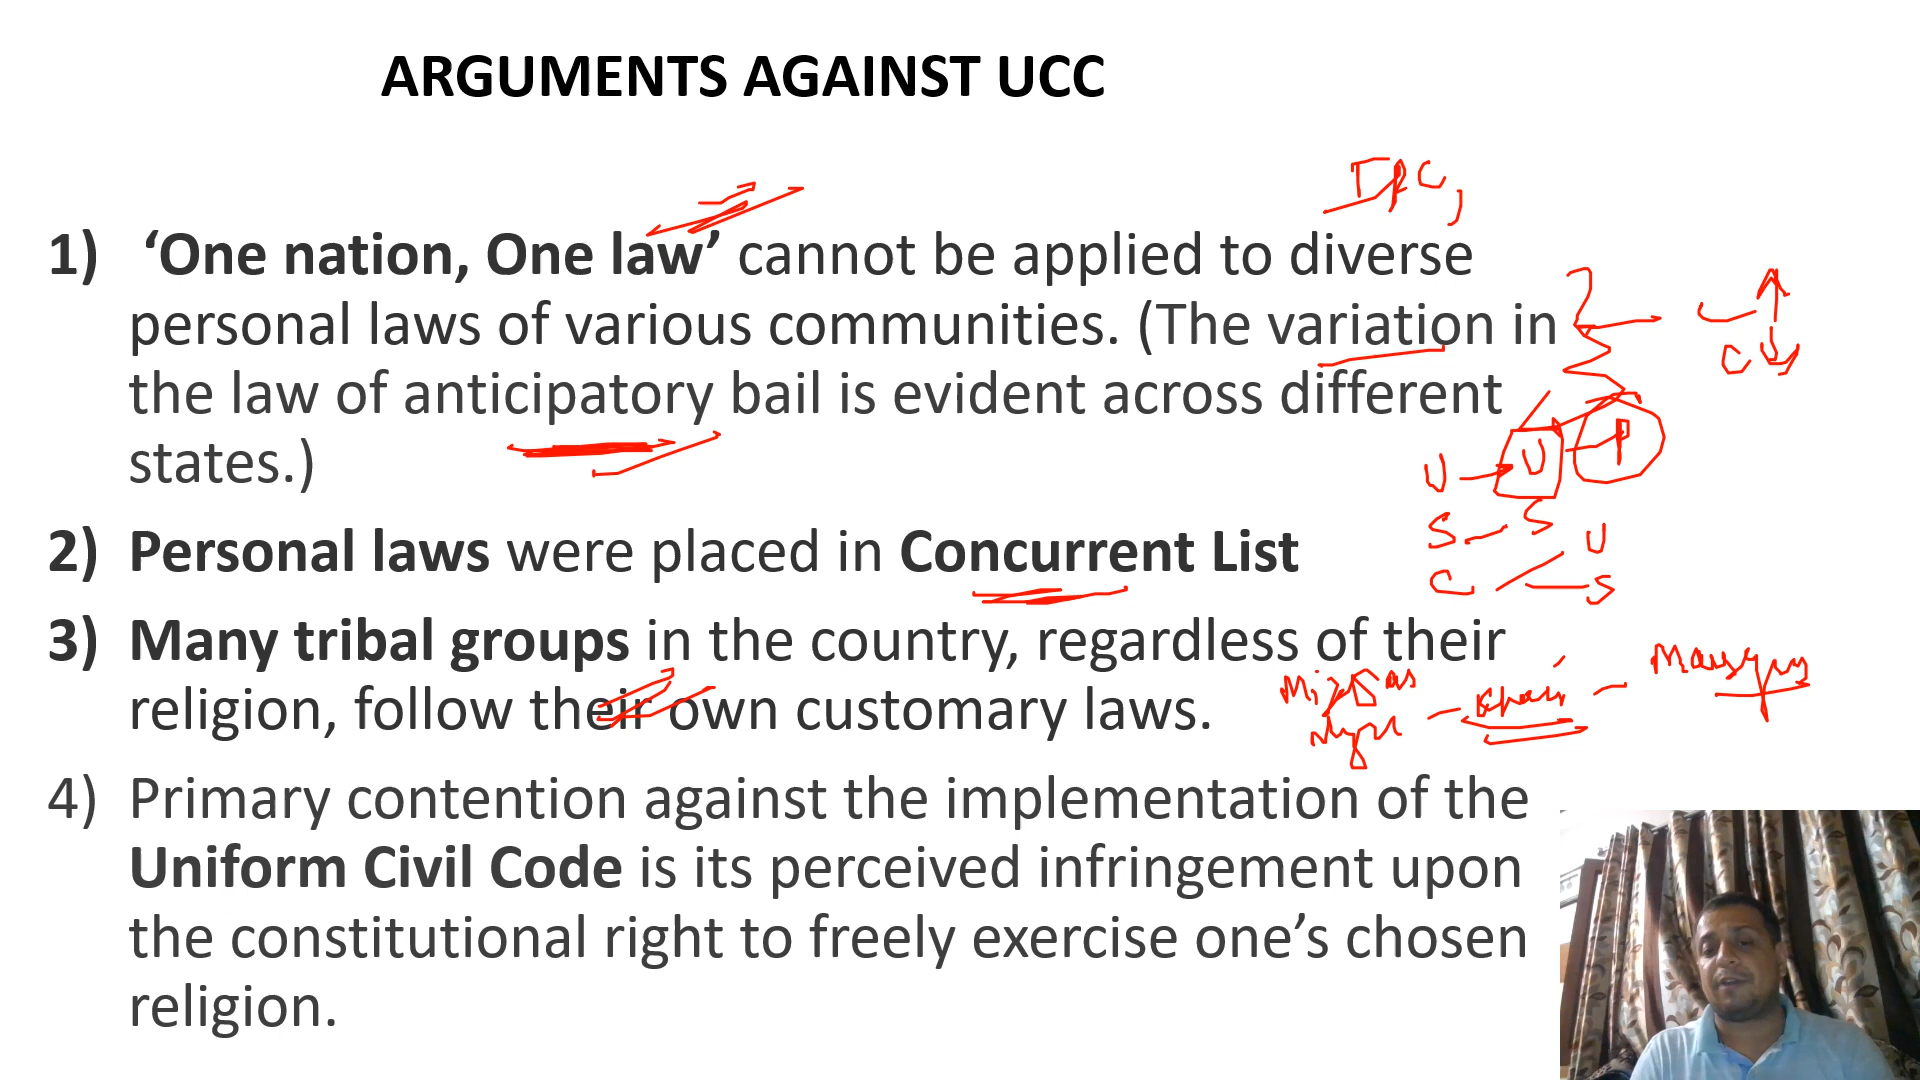 ARGUMENTS AGAINST UCC
IPC,
1) ‘One nation, One law’ cannot be applied to diverse
personal laws of various communities. (The variation in
the law of anticipatory bail is evident across different
states.)
C
U P
U U
S S
U
C S
2) Personal laws were placed in Concurrent List
3) Many tribal groups in the country, regardless of their
religion, follow their own customary laws.
4) Primary contention against the implementation of the
Uniform Civil Code is its perceived infringement upon
the constitutional right to freely exercise one’s chosen
religion.